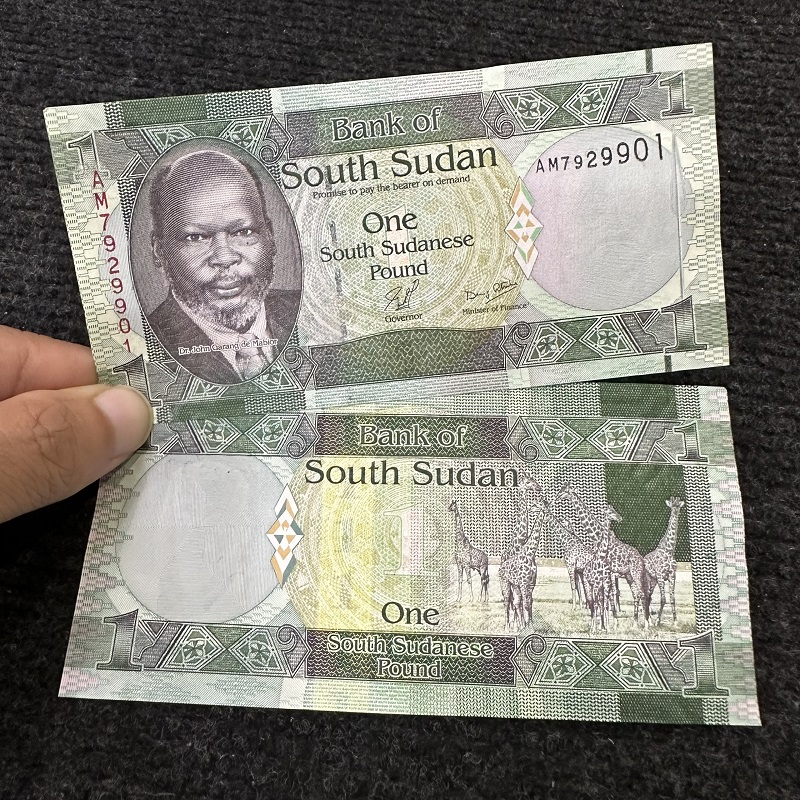 1
1
Bank of
South Sudan
Promise to pay the bearer on demand
AM7929901
AM7929901
One
South Sudanese
Pound
Governor
Minister of Finance
Dr. John Garang de Mabior
1
Bank of
South Sudan
1
One
South Sudanese
Pound
1
1